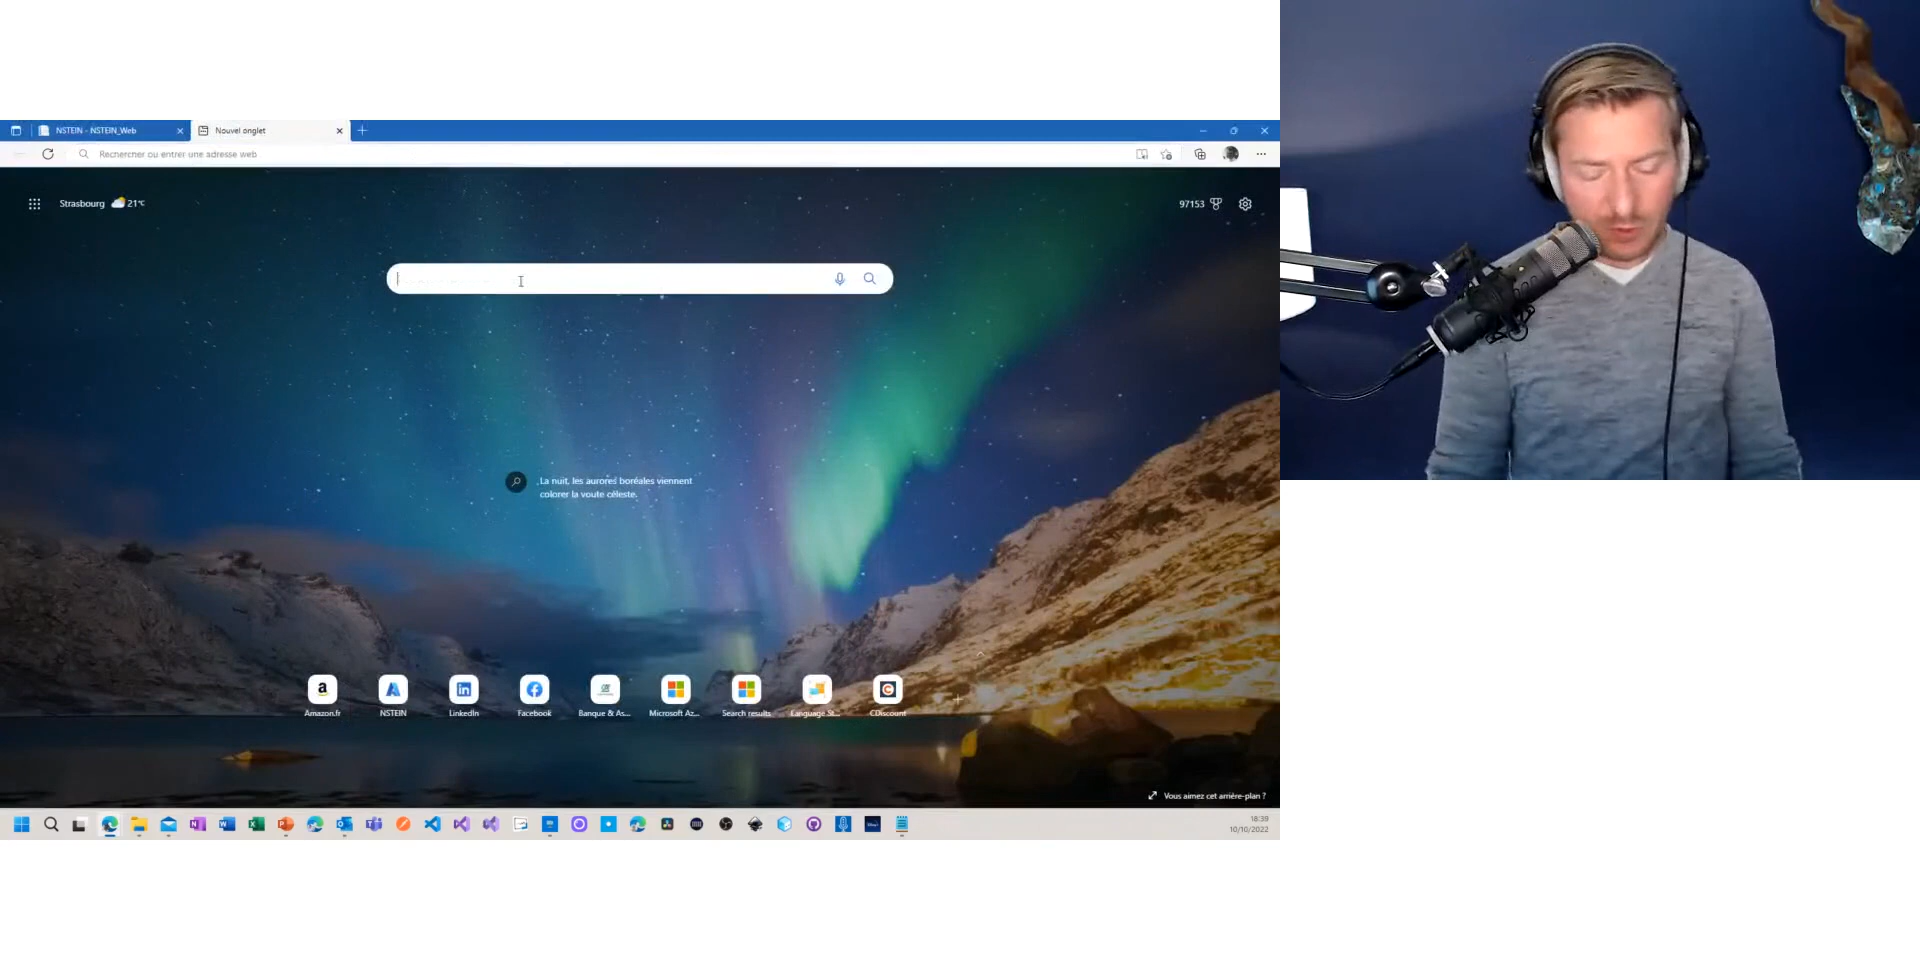 NSTEIN - NSTEIN_Web
Nouvel onglet
Rechercher ou entrer une adresse web
Strasbourg 21°C
97153
La nuit, les aurores boréales viennent
colorer la voute céleste.
Amazon.fr
NSTEIN
LinkedIn
Facebook
Banque & As...
Microsoft Az...
Search results
Language St...
CDiscount
Vous aimez cet arrière-plan ?
18:39
10/10/2022